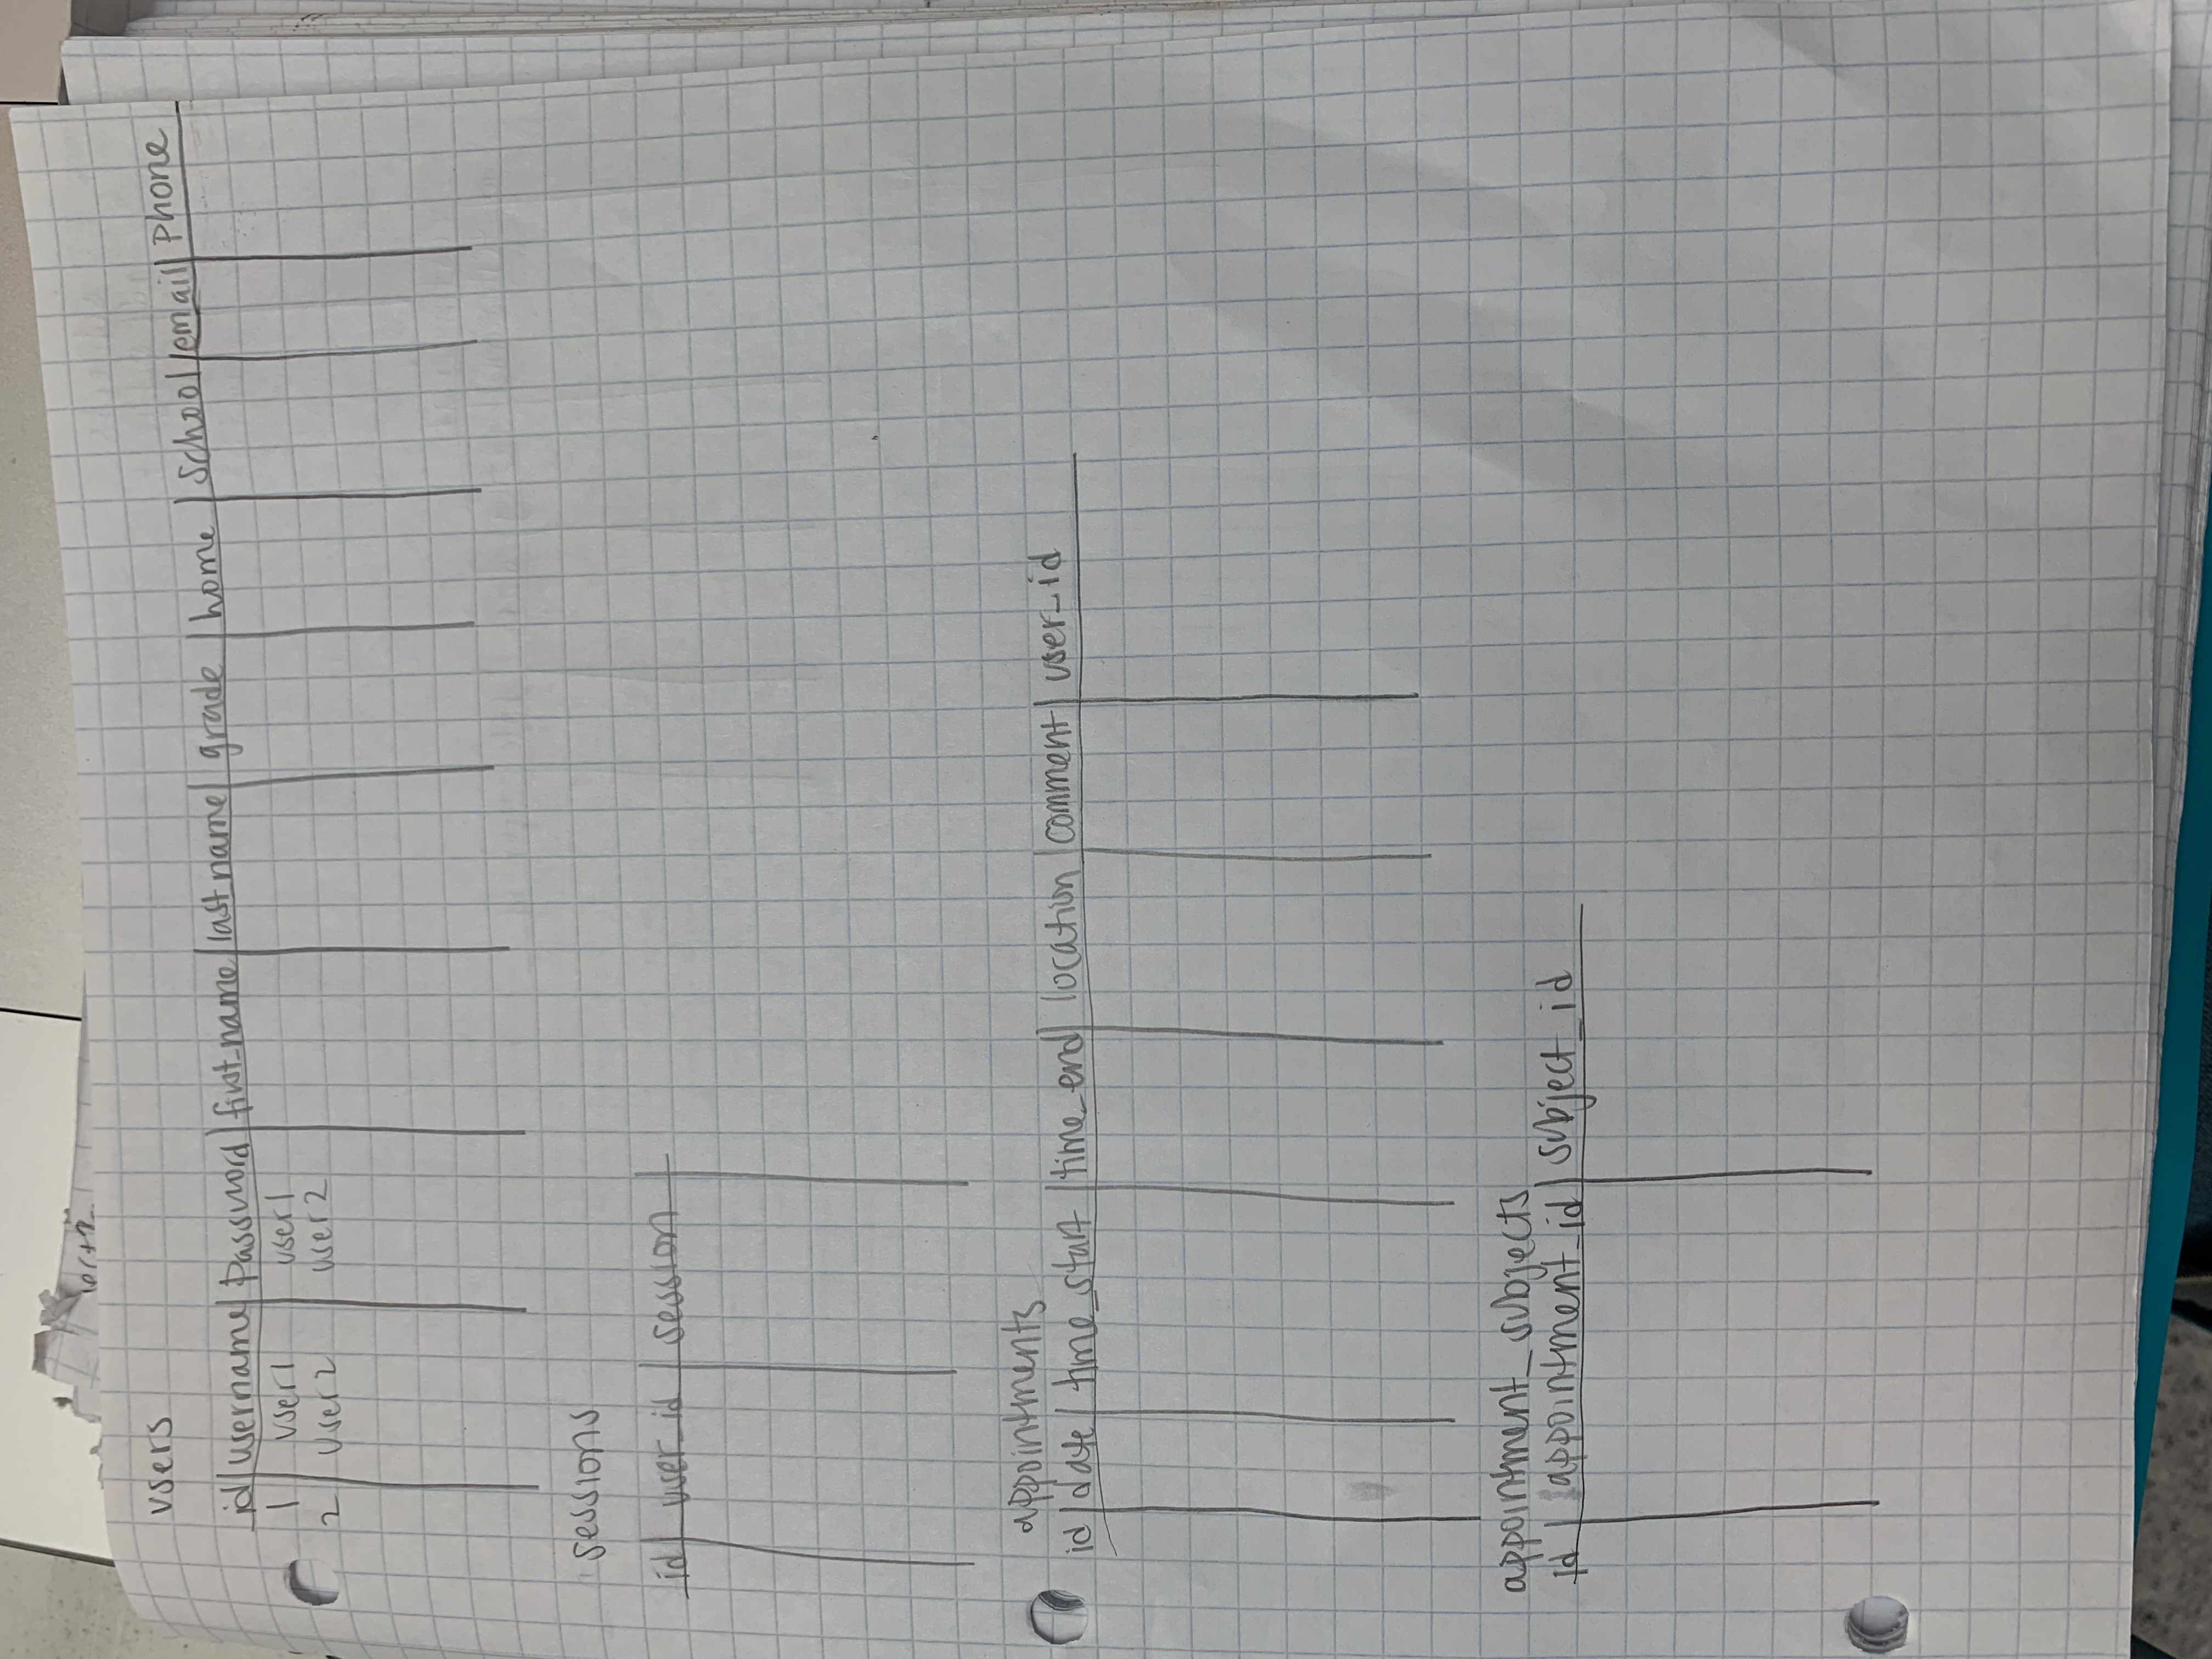 users
id username password first_name last name grade home school email phone
1 user1 user1
2 user2 user2
sessions
id user_id session
appointments
id date time_start time_end location comment user_id
appointment_subjects
id appointment_id subject_id